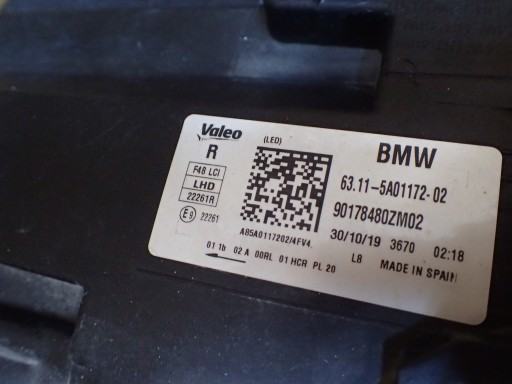 Valeo
(LED)
BMW
R
F48 LCI
LHD
22261R
E9 22261
63.11-5A01172-02
90178480ZM02
30/10/19 3670 02:18
L8 MADE IN SPAIN
A85A0117202/4FV4
01 1b 02 A 00RL 01 HCR PL 20